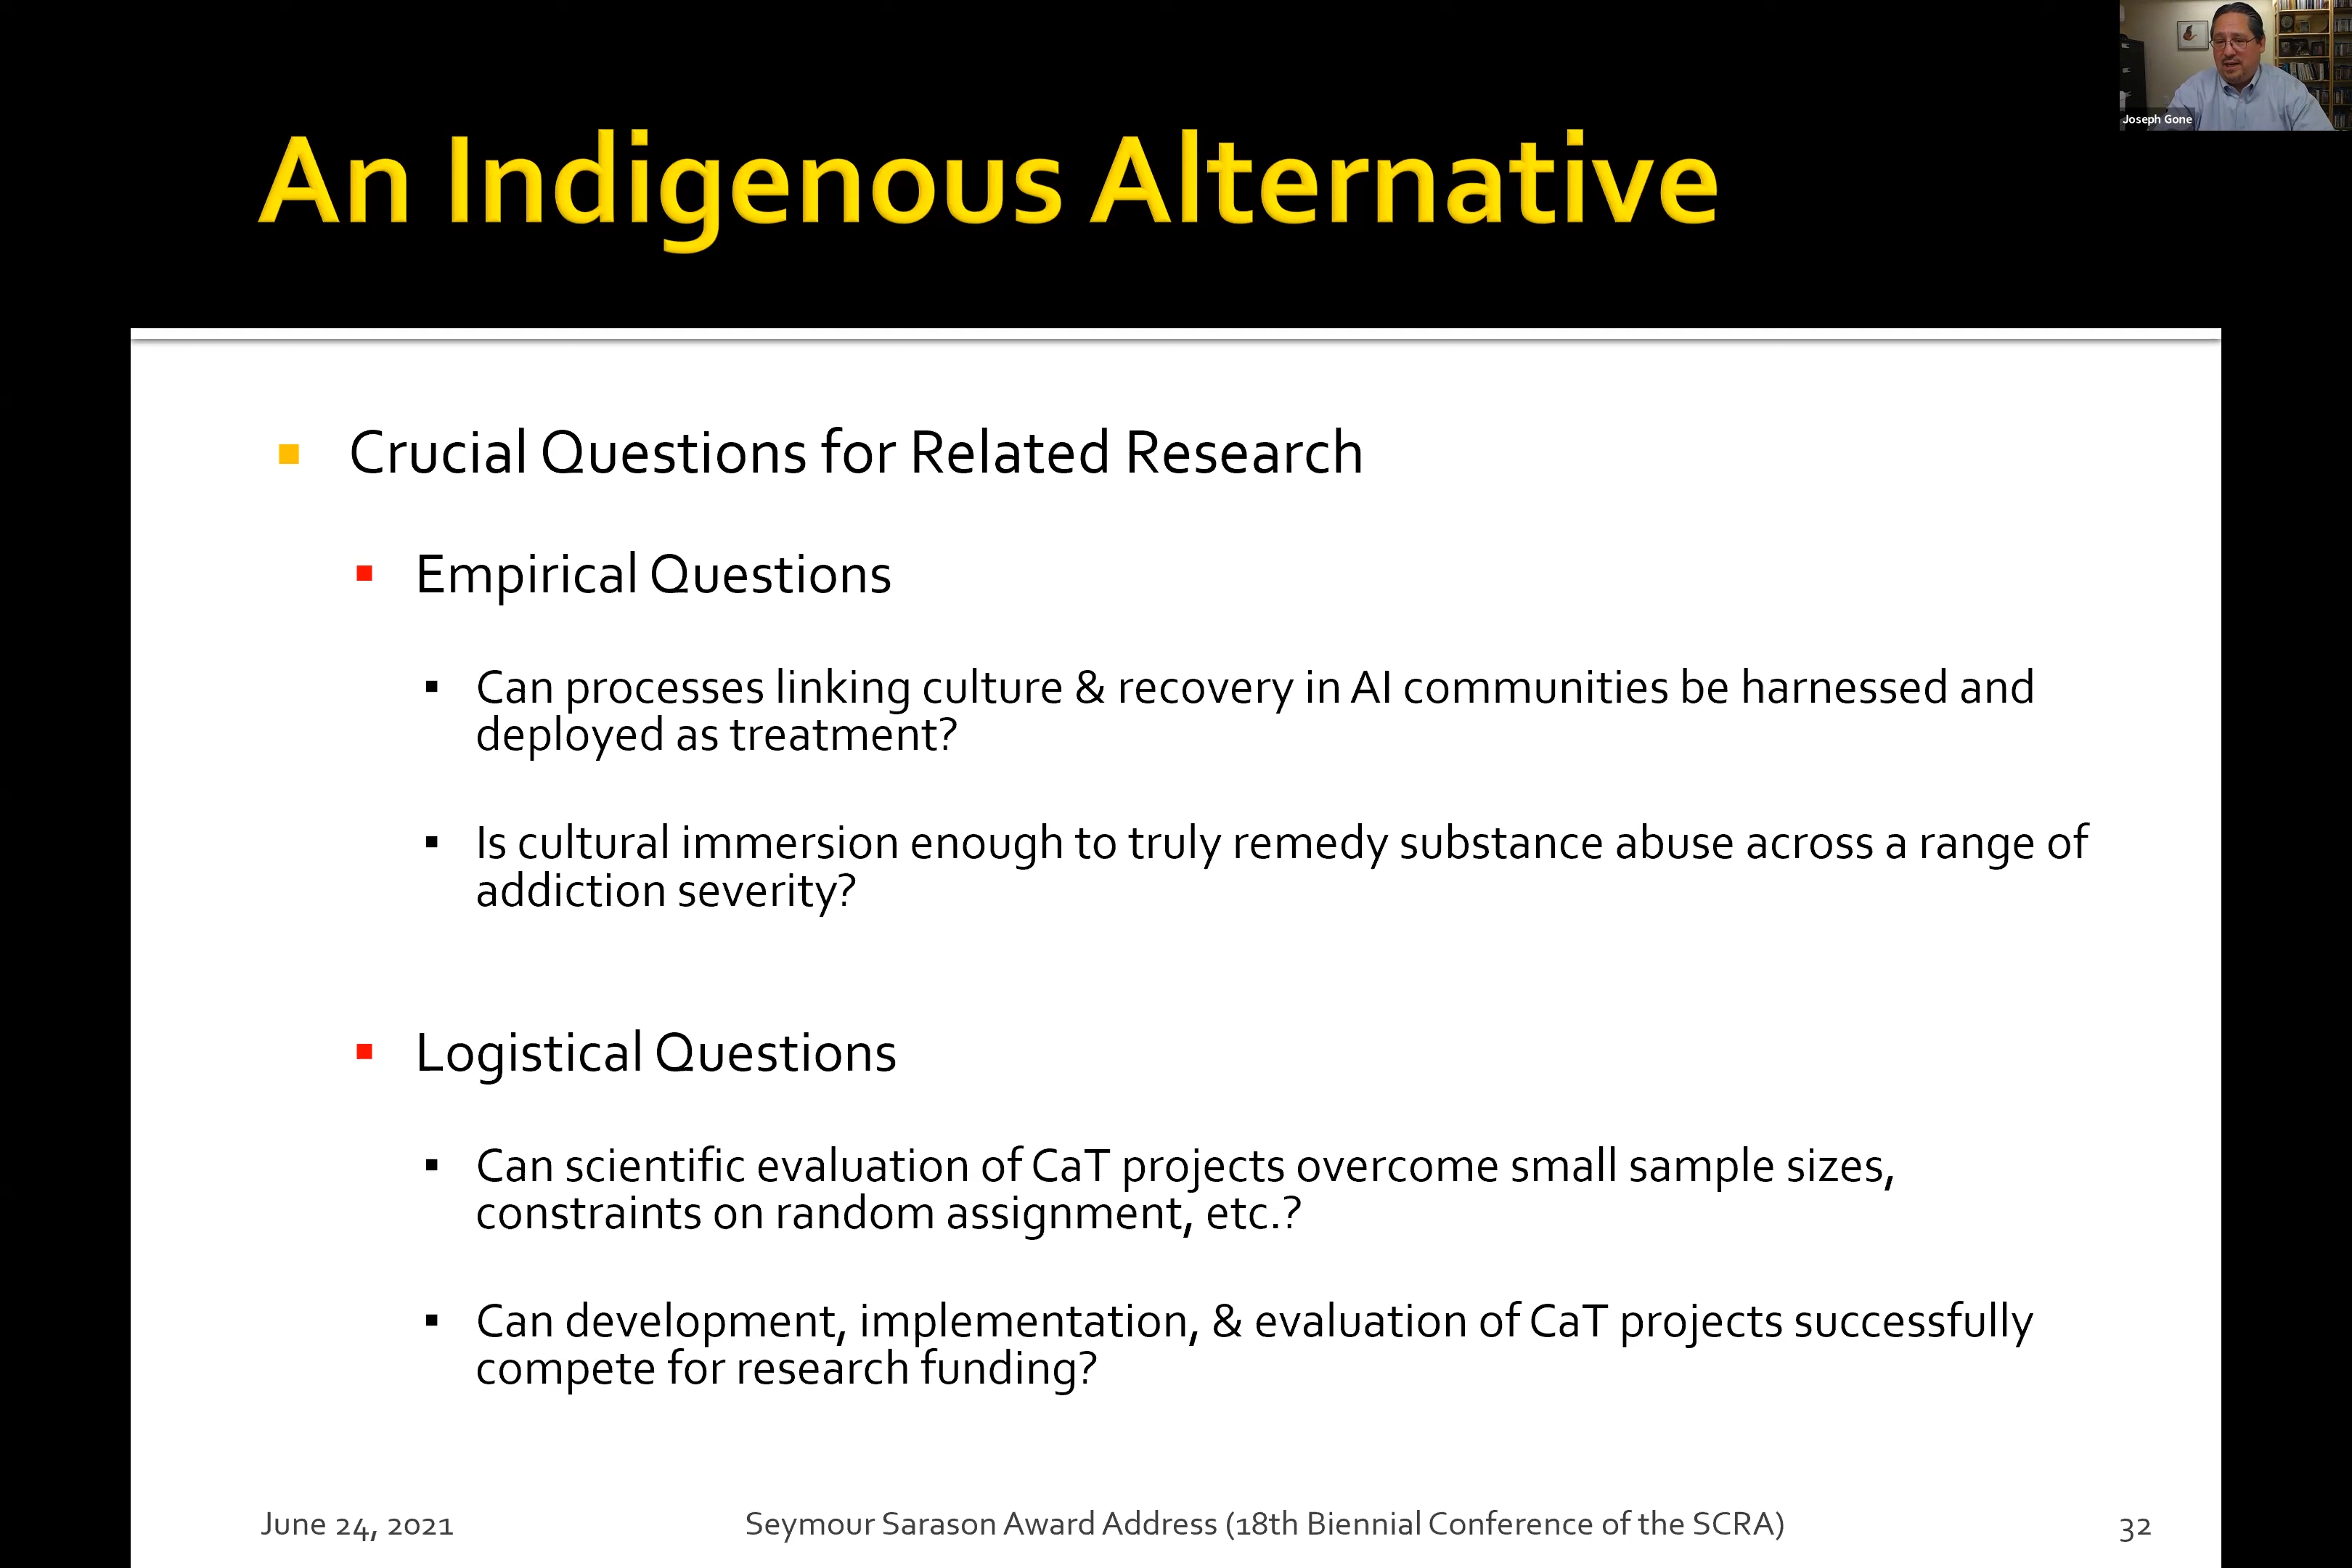 Joseph Gone
An Indigenous Alternative
Crucial Questions for Related Research
Empirical Questions
Can processes linking culture & recovery in AI communities be harnessed and
deployed as treatment?
Is cultural immersion enough to truly remedy substance abuse across a range of
addiction severity?
Logistical Questions
Can scientific evaluation of CaT projects overcome small sample sizes,
constraints on random assignment, etc.?
Can development, implementation, & evaluation of CaT projects successfully
compete for research funding?
June 24, 2021
Seymour Sarason Award Address (18th Biennial Conference of the SCRA)
32